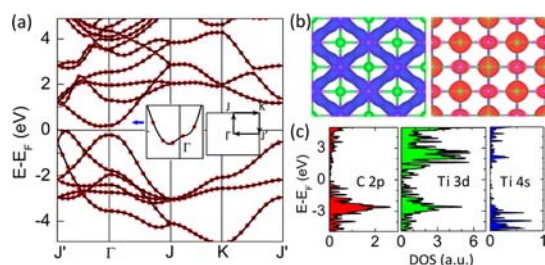 (a)
4
2
0
-2
-4
E-E_F (eV)
J' Γ J K J'
Γ
J K
Γ J'
(b)
(c)
E-E_F (eV)
3
0
-3
C 2p
Ti 3d
Ti 4s
0 2 0 3 6 0 1
DOS (a.u.)